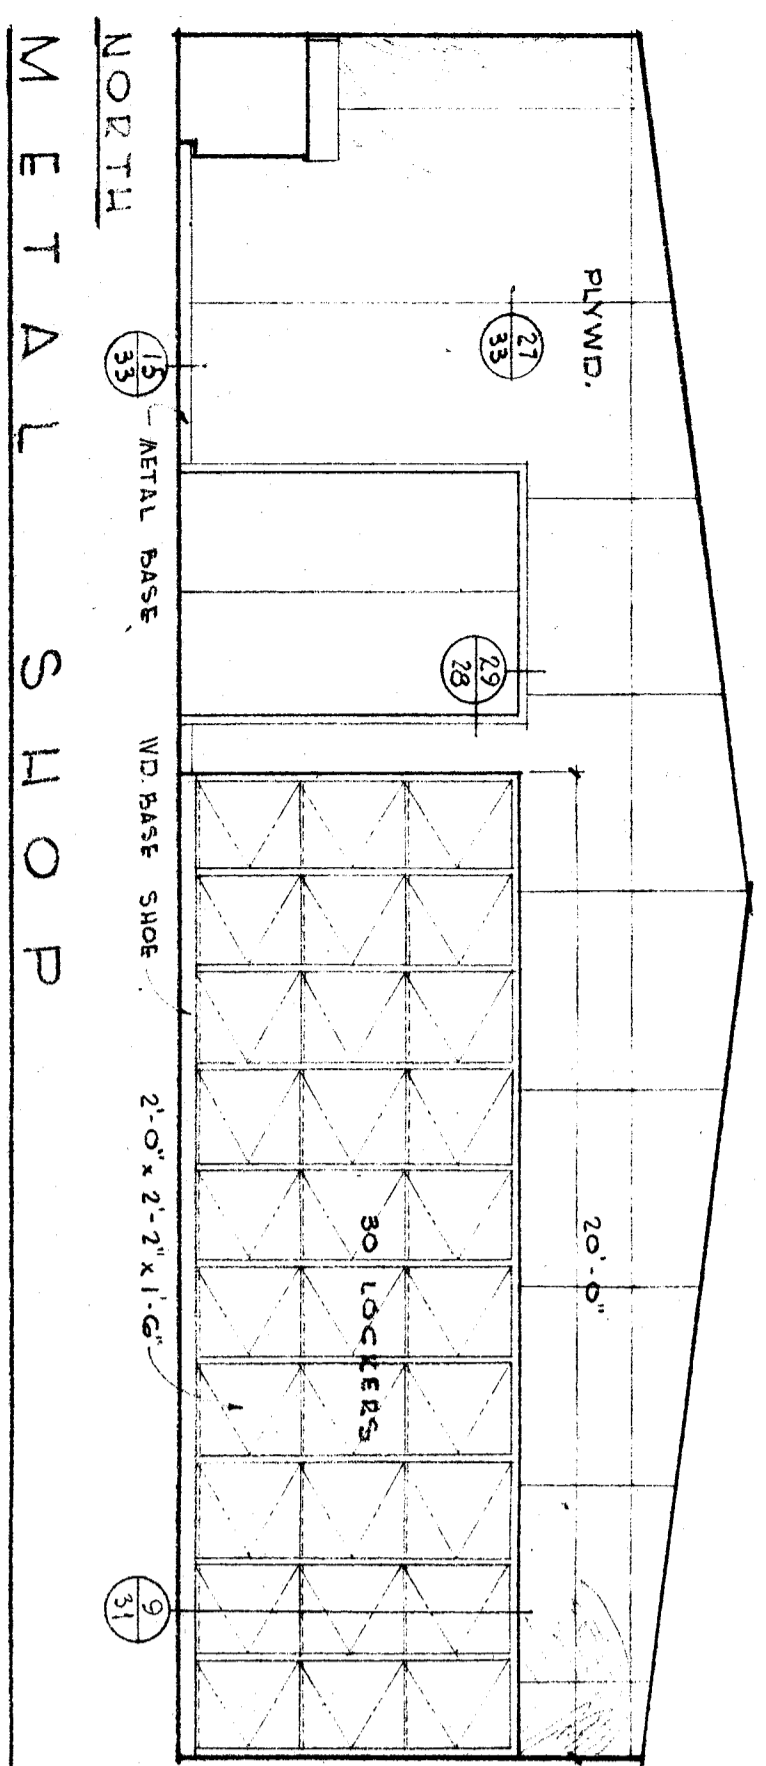 PLYWD.
27
33
29
28
20'-0"
30 LOCKERS
15
33
METAL BASE
WD. BASE SHOE
2'-0" x 2'-2" x 1'-6"
9
31
NORTH
METAL SHOP